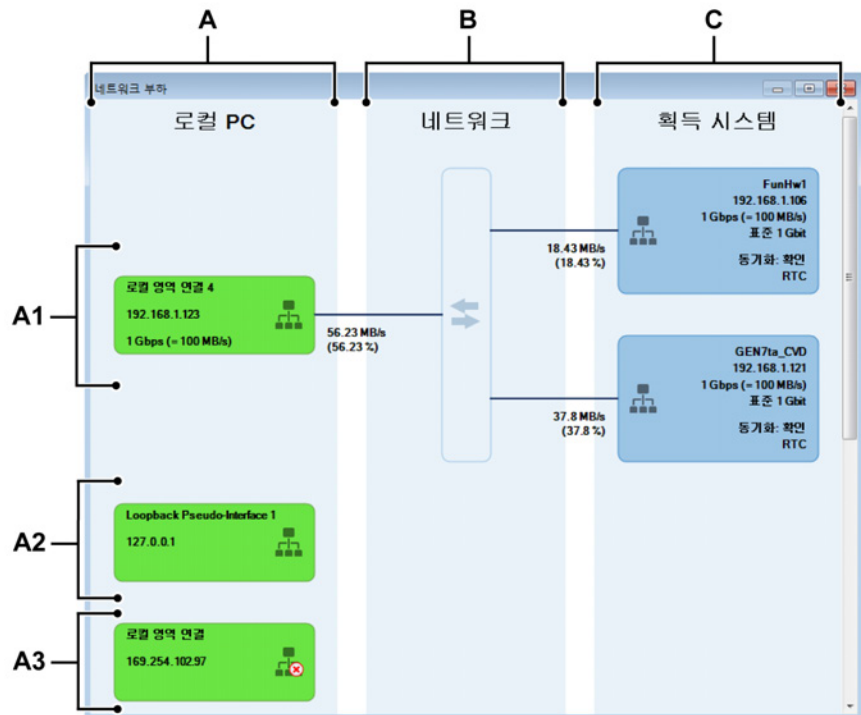 A
B
C
네트워크 부하
로컬 PC
네트워크
획득 시스템
A1
로컬 영역 연결 4
192.168.1.123
1 Gbps (= 100 MB/s)
56.23 MB/s
(56.23 %)
18.43 MB/s
(18.43 %)
FunHw1
192.168.1.106
1 Gbps (= 100 MB/s)
표준 1 Gbit
동기화: 확인
RTC
37.8 MB/s
(37.8 %)
GEN7ta_CVD
192.168.1.121
1 Gbps (= 100 MB/s)
표준 1 Gbit
동기화: 확인
RTC
A2
Loopback Pseudo-Interface 1
127.0.0.1
A3
로컬 영역 연결
169.254.102.97